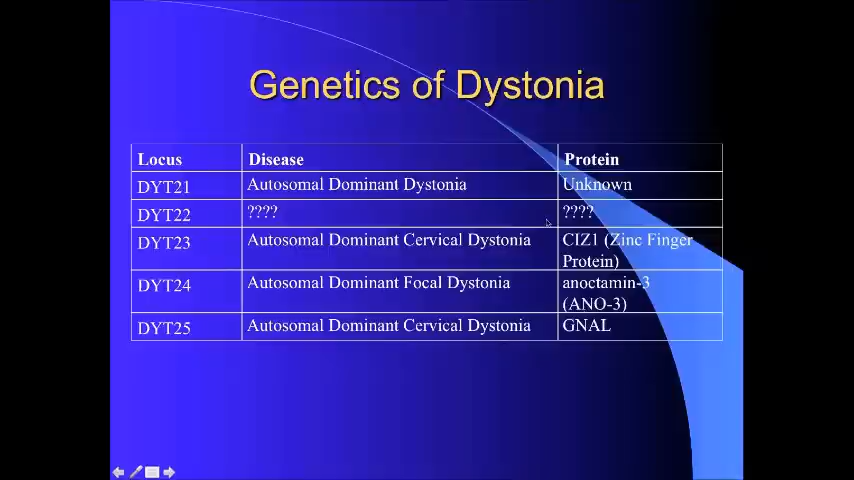 Genetics of Dystonia
Locus Disease Protein
DYT21 Autosomal Dominant Dystonia Unknown
DYT22 ???? ????
DYT23 Autosomal Dominant Cervical Dystonia CIZ1 (Zinc Finger
Protein)
DYT24 Autosomal Dominant Focal Dystonia anoctamin-3
(ANO-3)
DYT25 Autosomal Dominant Cervical Dystonia GNAL